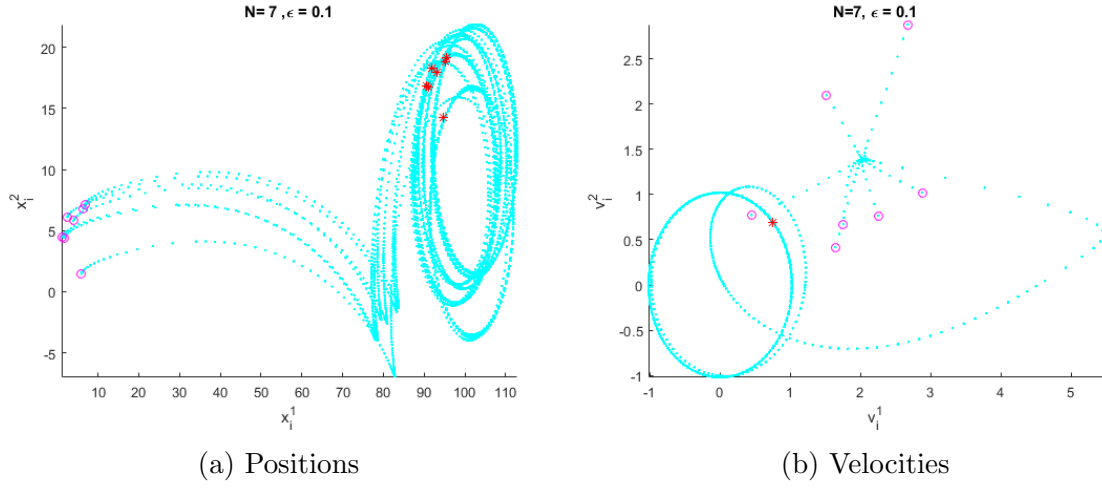 N= 7 ,ϵ = 0.1
20
15
10
5
0
-5
10 20 30 40 50 60 70 80 90 100 110
x_i^1
x_i^2
(a) Positions
N=7, ϵ = 0.1
2.5
2
1.5
1
0.5
0
-0.5
-1
-1 0 1 2 3 4 5
v_i^1
v_i^2
(b) Velocities